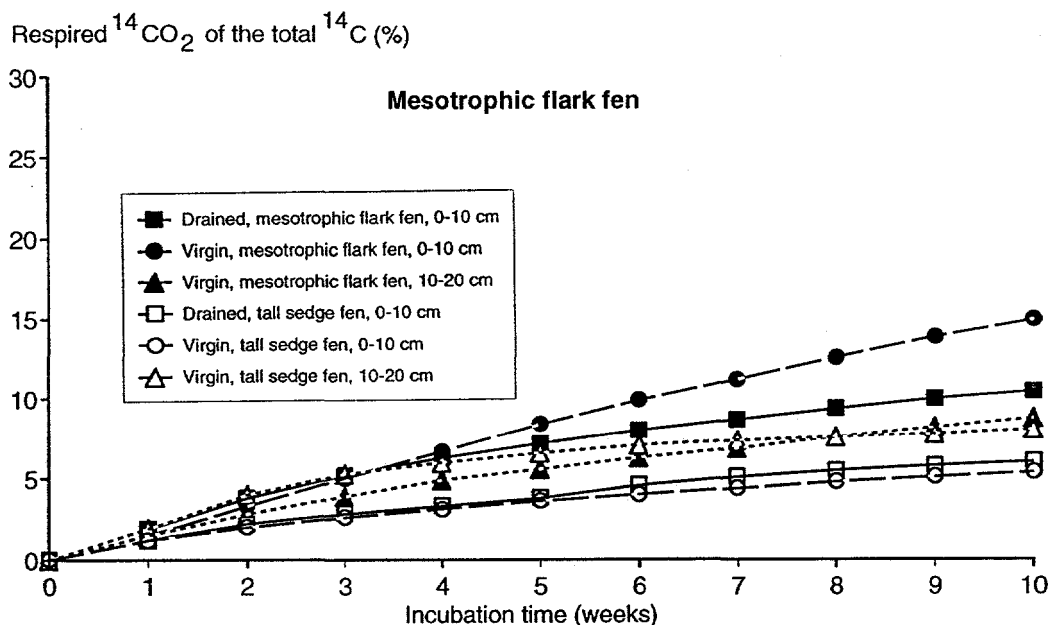 Respired ¹⁴CO₂ of the total ¹⁴C (%)
30
Mesotrophic flark fen
25
20
Drained, mesotrophic flark fen, 0-10 cm
Virgin, mesotrophic flark fen, 0-10 cm
Virgin, mesotrophic flark fen, 10-20 cm
Drained, tall sedge fen, 0-10 cm
Virgin, tall sedge fen, 0-10 cm
Virgin, tall sedge fen, 10-20 cm
15
10
5
0
0 1 2 3 4 5 6 7 8 9 10
Incubation time (weeks)